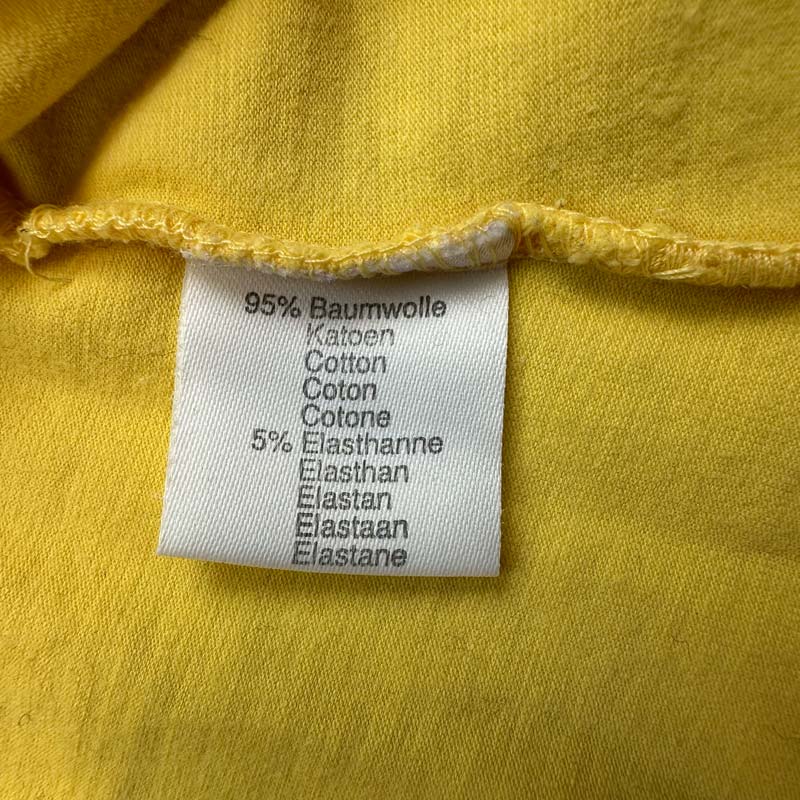 95% Baumwolle
Katoen
Cotton
Coton
Cotone
5% Elasthanne
Elasthan
Elastan
Elastaan
Elastane